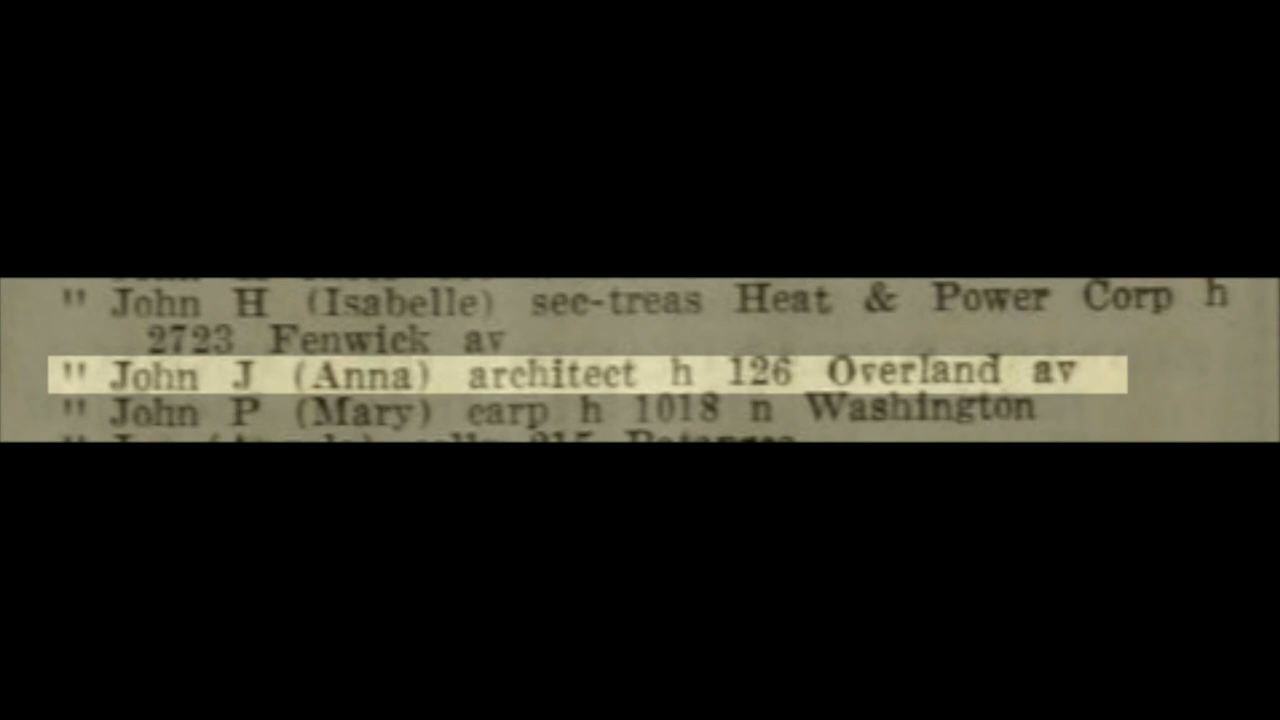 " John H (Isabelle) sec-treas Heat & Power Corp h
2723 Fenwick av
" John J (Anna) architect h 126 Overland av
" John P (Mary) carp h 1018 n Washington